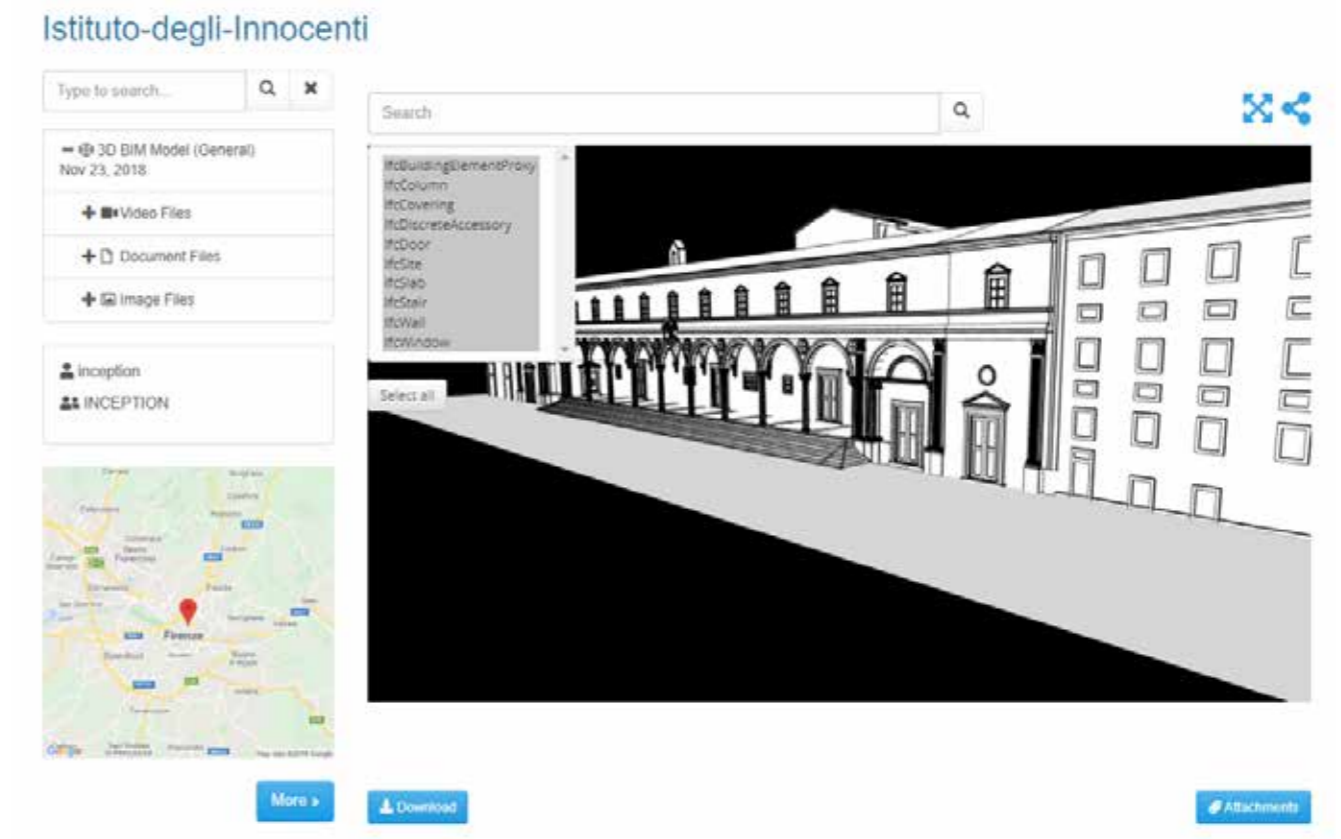 Istituto-degli-Innocenti
Type to search...
3D BIM Model (General)
Nov 23, 2018
Video Files
Document Files
Image Files
inception
INCEPTION
Firenze
Google
More »
Search
IfcBuildingElementProxy
IfcColumn
IfcCovering
IfcDiscreteAccessory
IfcDoor
IfcSite
IfcSlab
IfcStair
IfcWall
IfcWindow
Select all
Download
Attachments